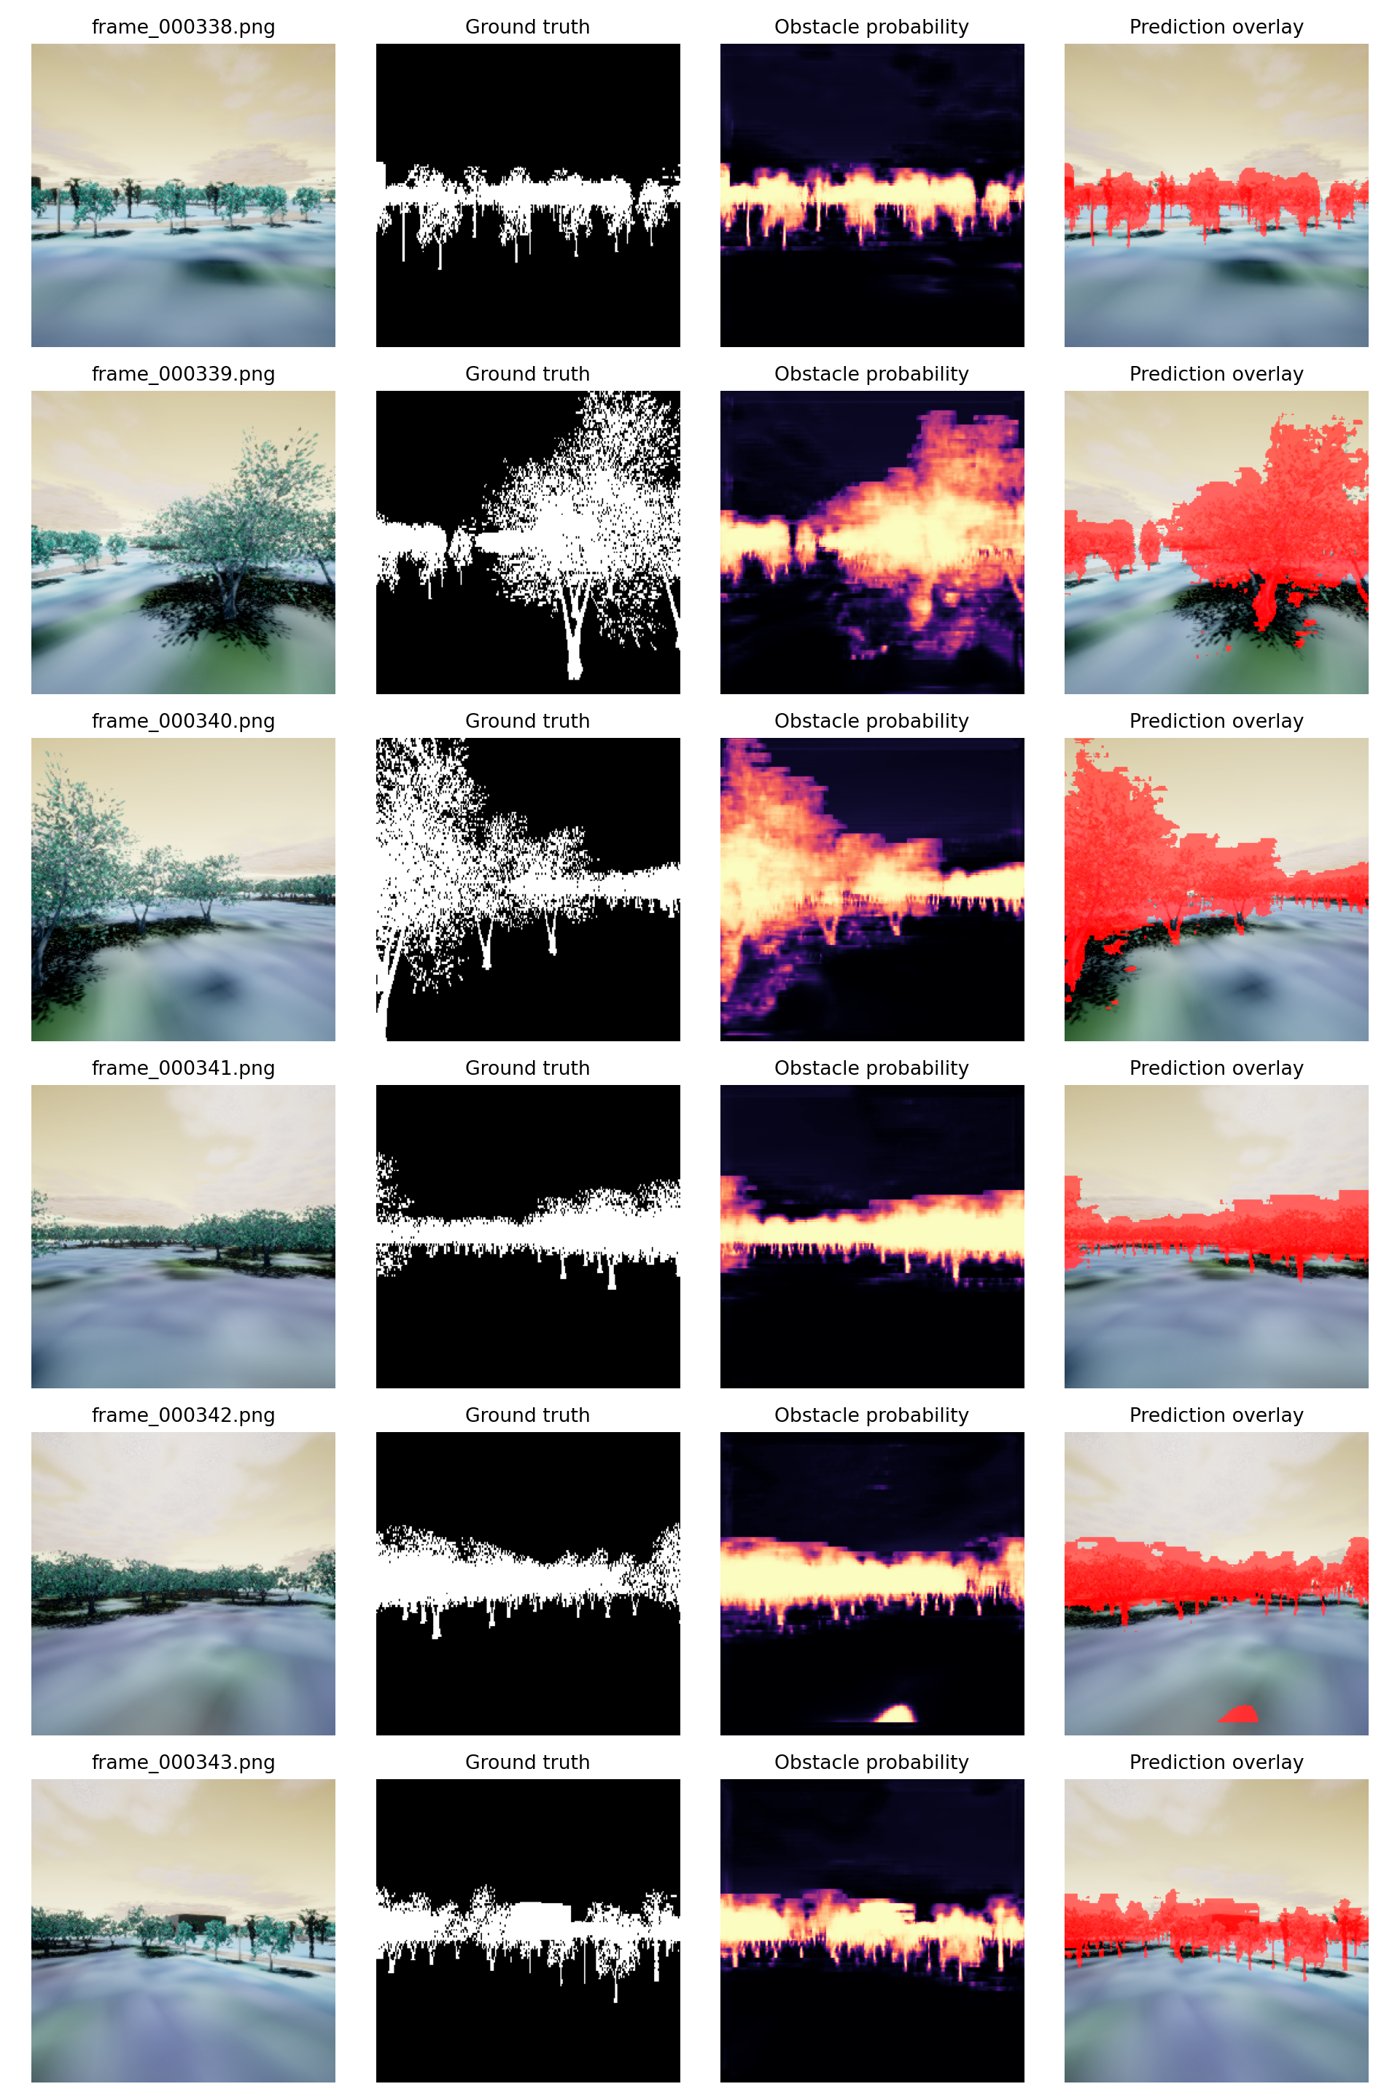 frame_000338.png Ground truth Obstacle probability Prediction overlay
frame_000339.png Ground truth Obstacle probability Prediction overlay
frame_000340.png Ground truth Obstacle probability Prediction overlay
frame_000341.png Ground truth Obstacle probability Prediction overlay
frame_000342.png Ground truth Obstacle probability Prediction overlay
frame_000343.png Ground truth Obstacle probability Prediction overlay